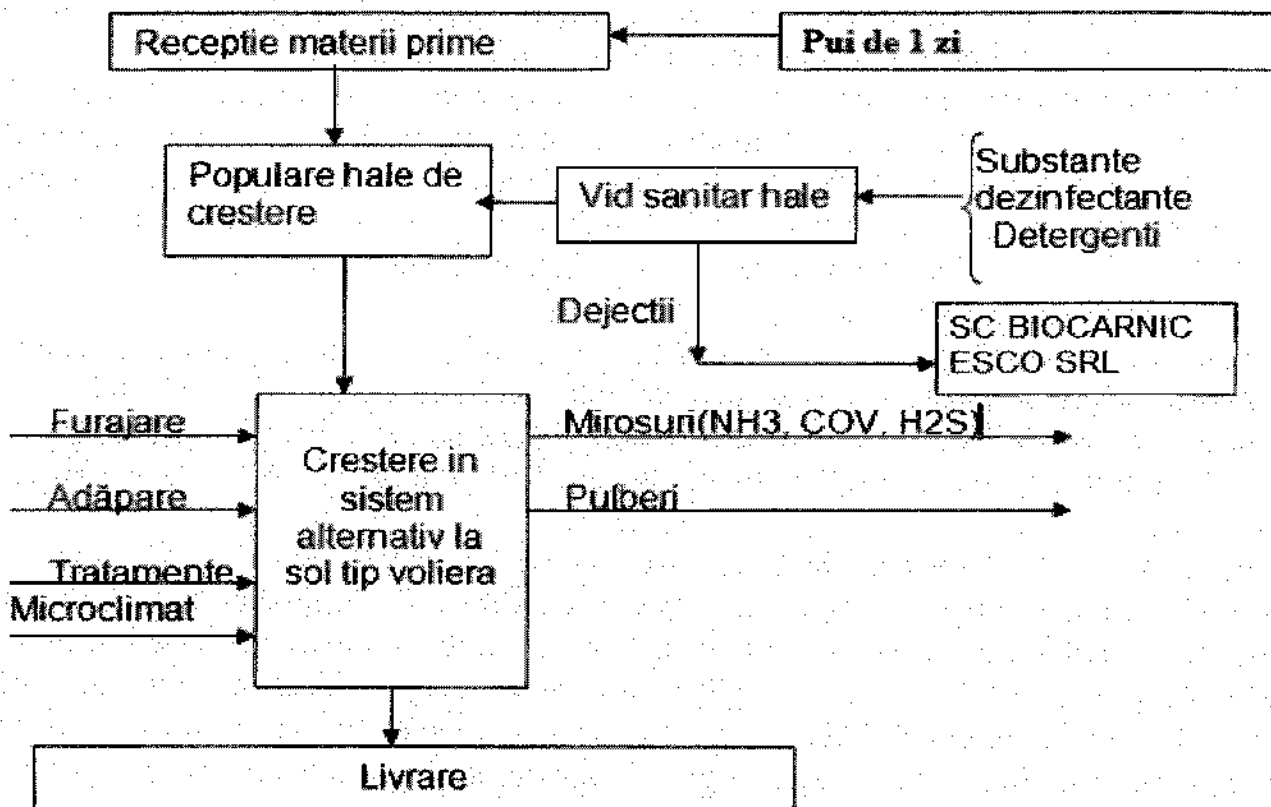 Receptie materii prime
Pui de 1 zi
Populare hale de
crestere
Vid sanitar hale
Substante
dezinfectante
Detergenti
Dejectii
SC BIOCARNIC
ESCO SRL
Furajare
Adăpare
Tratamente
Microclimat
Crestere in
sistem
alternativ la
sol tip voliera
Mirosuri(NH3, COV, H2S)
Pulberi
Livrare